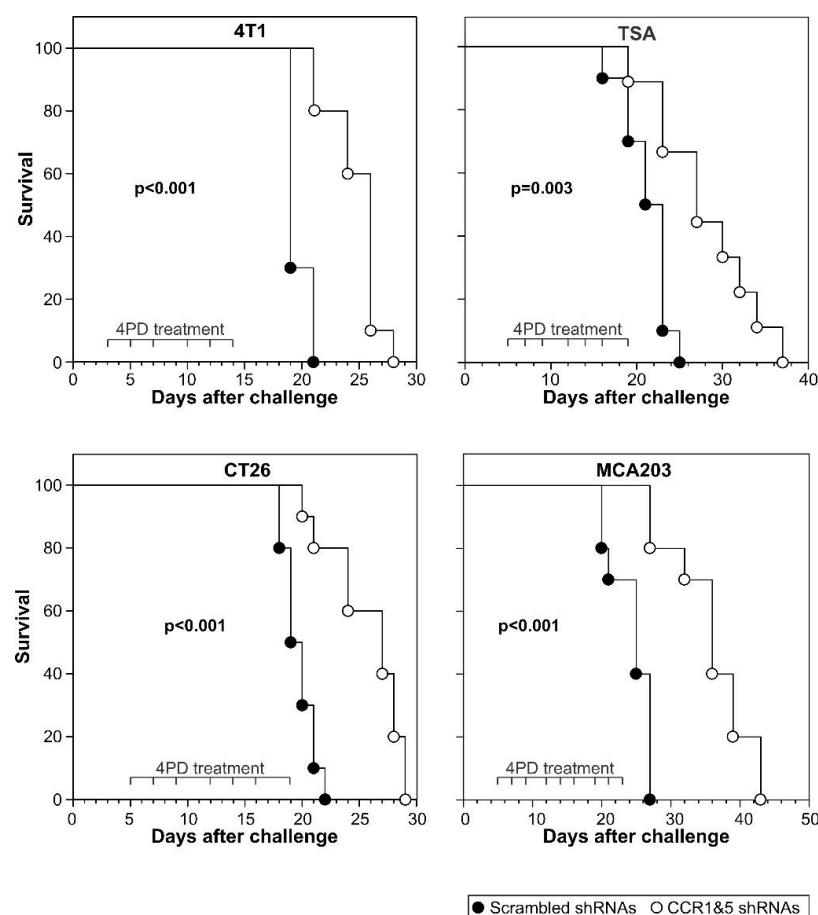 4T1
100
80
60
40
20
0
Survival
p<0.001
4PD treatment
0 5 10 15 20 25 30
Days after challenge
TSA
p=0.003
4PD treatment
0 10 20 30 40
Days after challenge
CT26
100
80
60
40
20
0
Survival
p<0.001
4PD treatment
0 5 10 15 20 25 30
Days after challenge
MCA203
p<0.001
4PD treatment
0 10 20 30 40 50
Days after challenge
Scrambled shRNAs CCR1&5 shRNAs